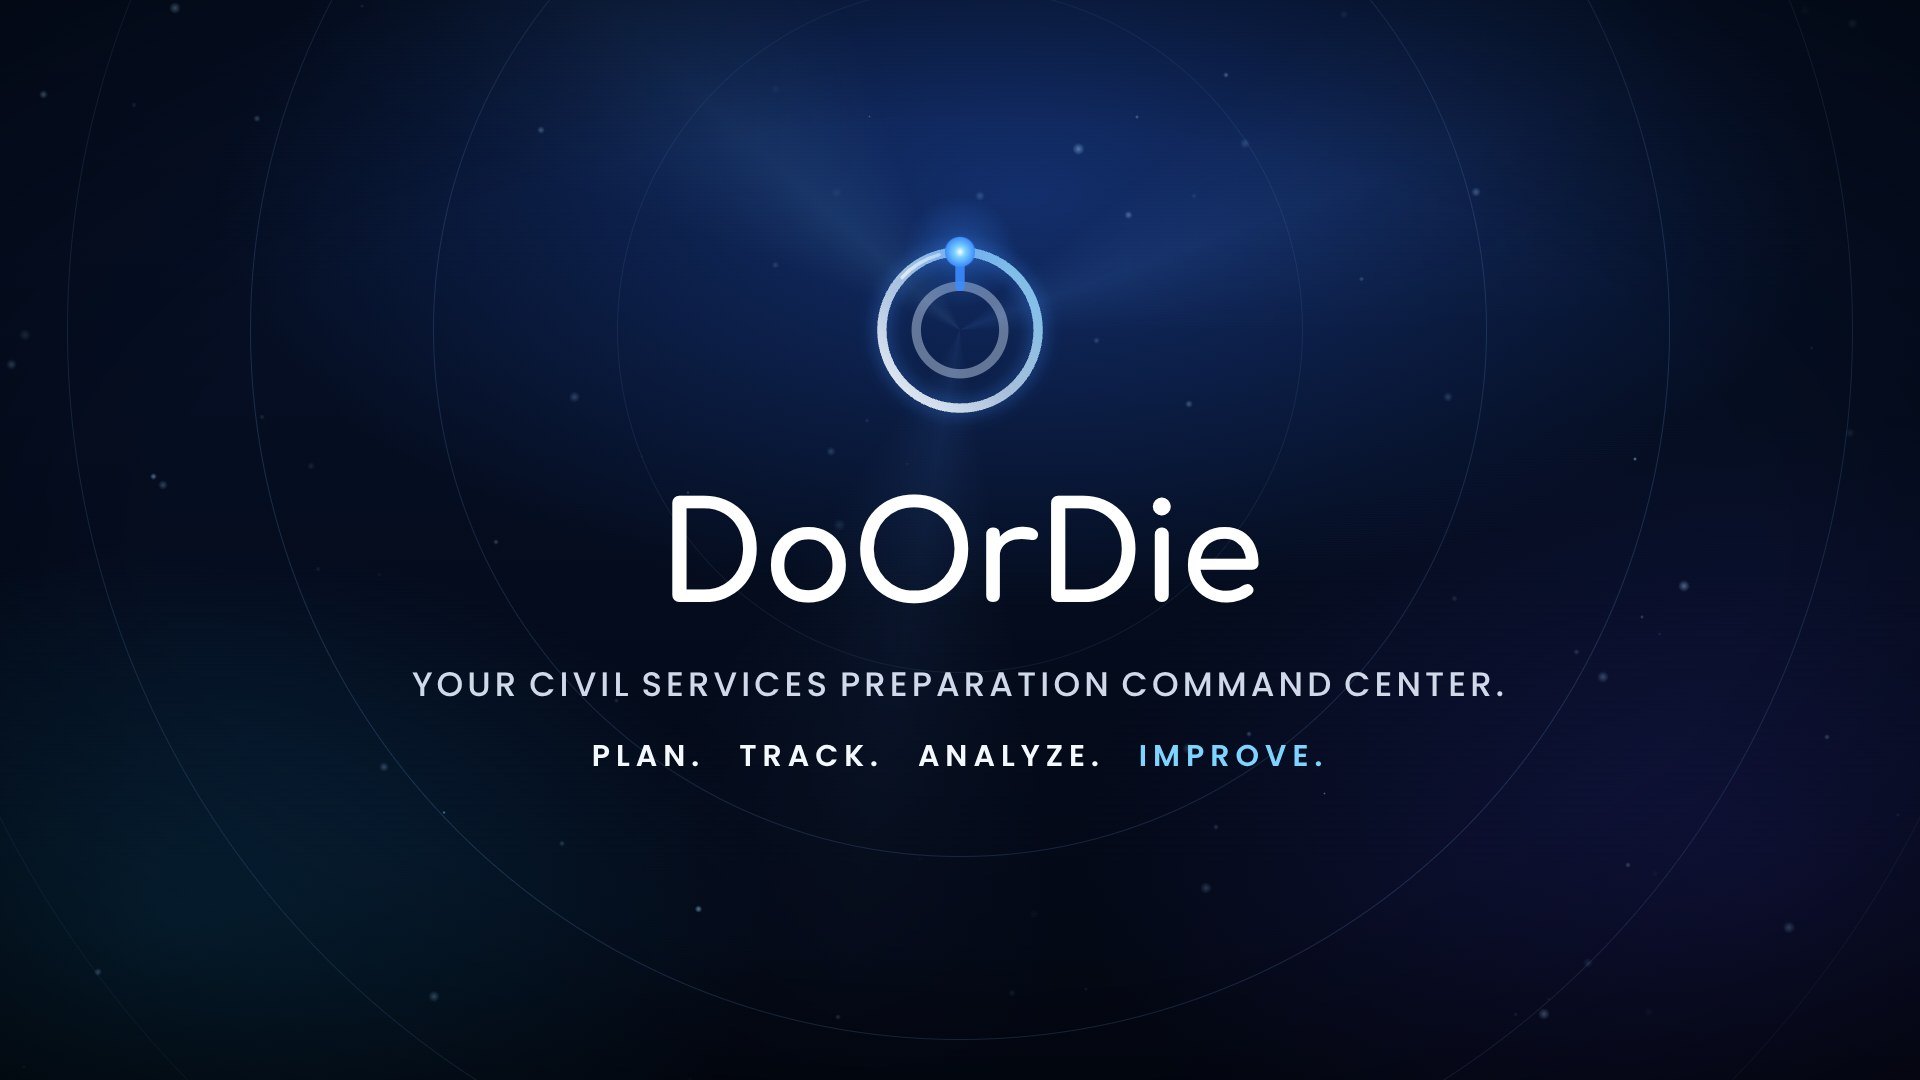 DoOrDie
YOUR CIVIL SERVICES PREPARATION COMMAND CENTER.
PLAN. TRACK. ANALYZE. IMPROVE.